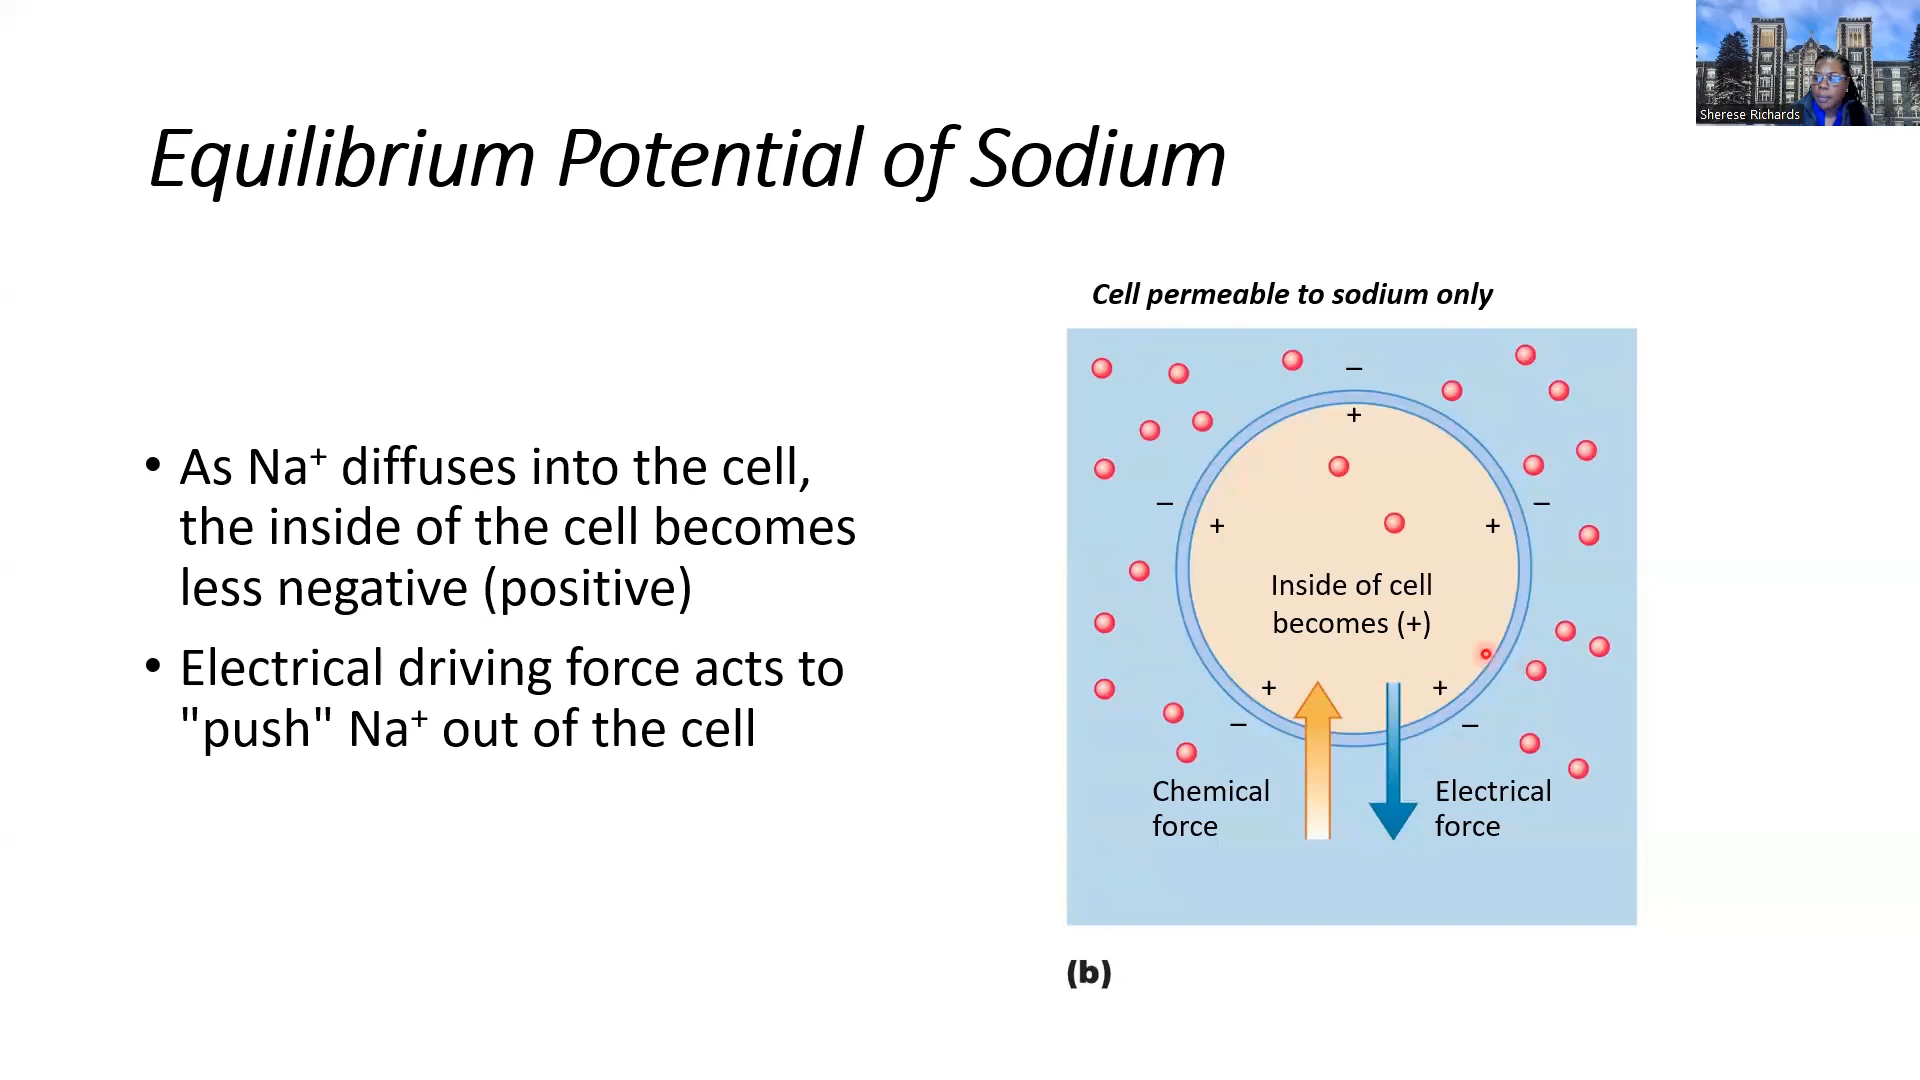 Sherese Richards
Equilibrium Potential of Sodium
Cell permeable to sodium only
• As Na⁺ diffuses into the cell,
the inside of the cell becomes
less negative (positive)
• Electrical driving force acts to
"push" Na⁺ out of the cell
–
+
–
+
+
–
Inside of cell
becomes (+)
+
+
–
–
Chemical
force
Electrical
force
(b)